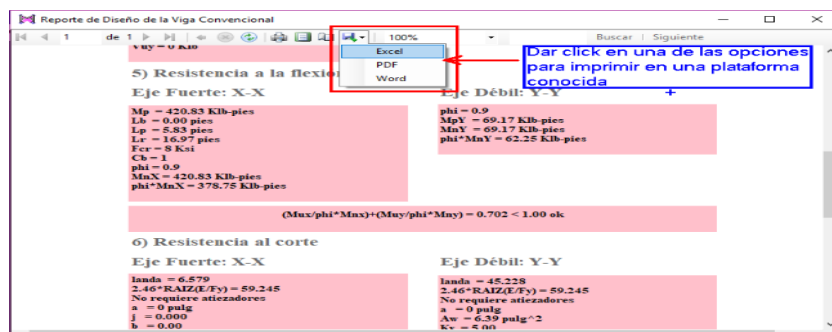 Reporte de Diseño de la Viga Convencional
1 de 1 100% Buscar | Siguiente
Excel
PDF
Word
Dar click en una de las opciones
para imprimir en una plataforma
conocida
Vuy = 0 Klb
5) Resistencia a la flexió
Eje Fuerte: X-X
Mp = 420.83 Klb-pies
Lb = 0.00 pies
Lp = 5.83 pies
Lr = 16.97 pies
Fcr = 8 Ksi
Cb = 1
phi = 0.9
MnX = 420.83 Klb-pies
phi*MnX = 378.75 Klb-pies
Eje Débil: Y-Y
phi = 0.9
MpY = 69.17 Klb-pies
MnY = 69.17 Klb-pies
phi*MnY = 62.25 Klb-pies
(Mux/phi*Mnx)+(Muy/phi*Mny) = 0.702 < 1.00 ok
6) Resistencia al corte
Eje Fuerte: X-X
landa = 6.579
2.46*RAIZ(E/Fy) = 59.245
No requiere atiezadores
a = 0 pulg
j = 0.000
b = 0.00
Eje Débil: Y-Y
landa = 45.228
2.46*RAIZ(E/Fy) = 59.245
No requiere atiezadores
a = 0 pulg
Aw = 6.39 pulg^2
Kv = 5.00